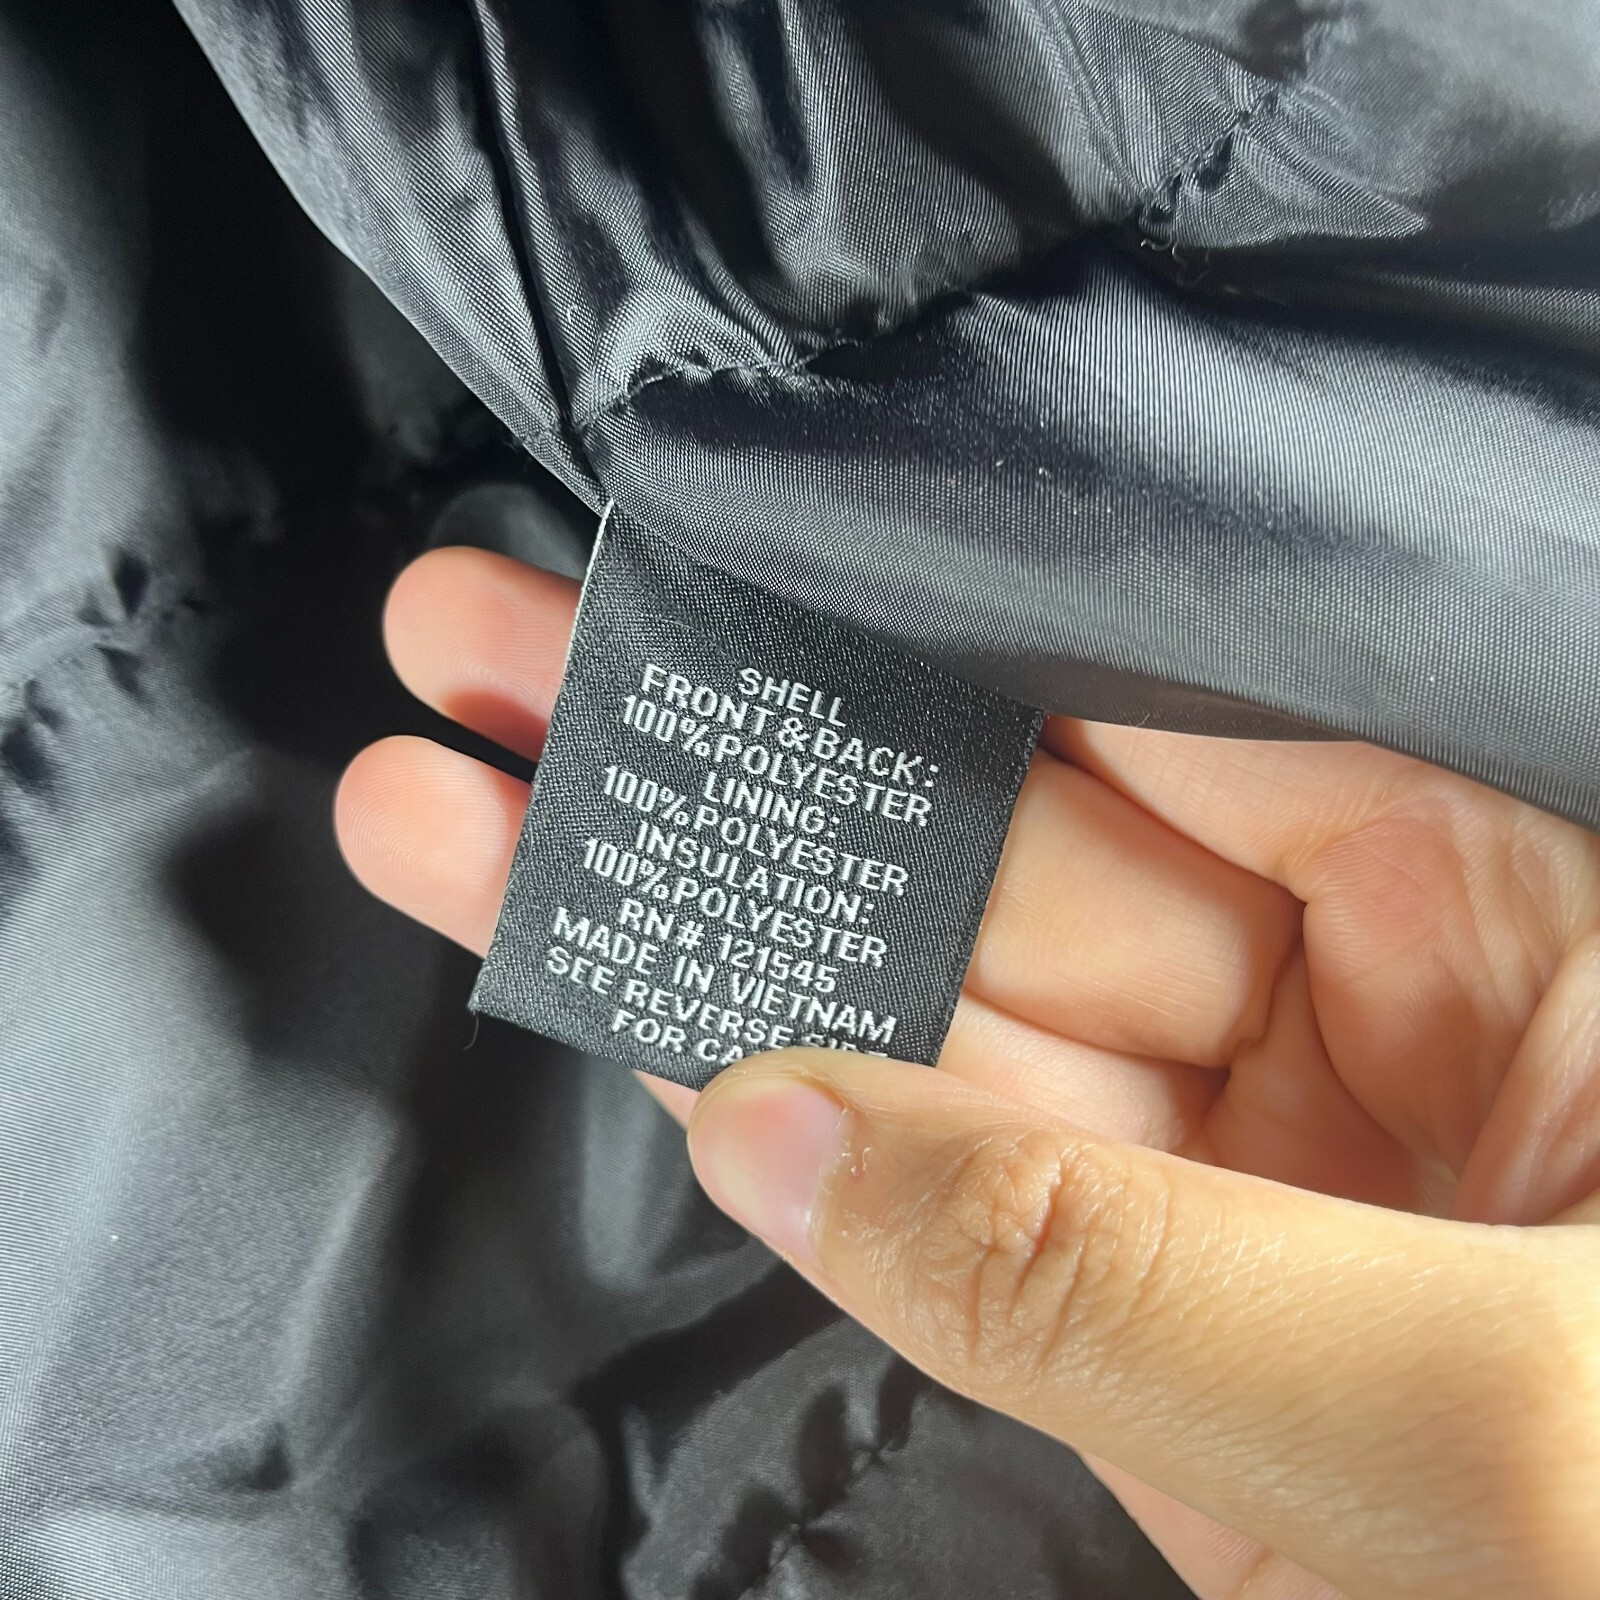 SHELL
FRONT & BACK:
100% POLYESTER
LINING:
100% POLYESTER
INSULATION:
100% POLYESTER
RN# 121545
MADE IN VIETNAM
SEE REVERSE
FOR